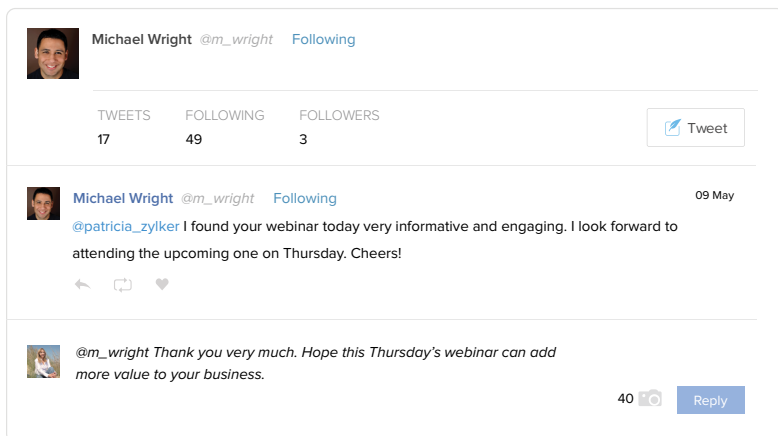 Michael Wright @m_wright Following
TWEETS FOLLOWING FOLLOWERS
17 49 3
Tweet
Michael Wright @m_wright Following
09 May
@patricia_zylker I found your webinar today very informative and engaging. I look forward to
attending the upcoming one on Thursday. Cheers!
@m_wright Thank you very much. Hope this Thursday's webinar can add
more value to your business.
40
Reply